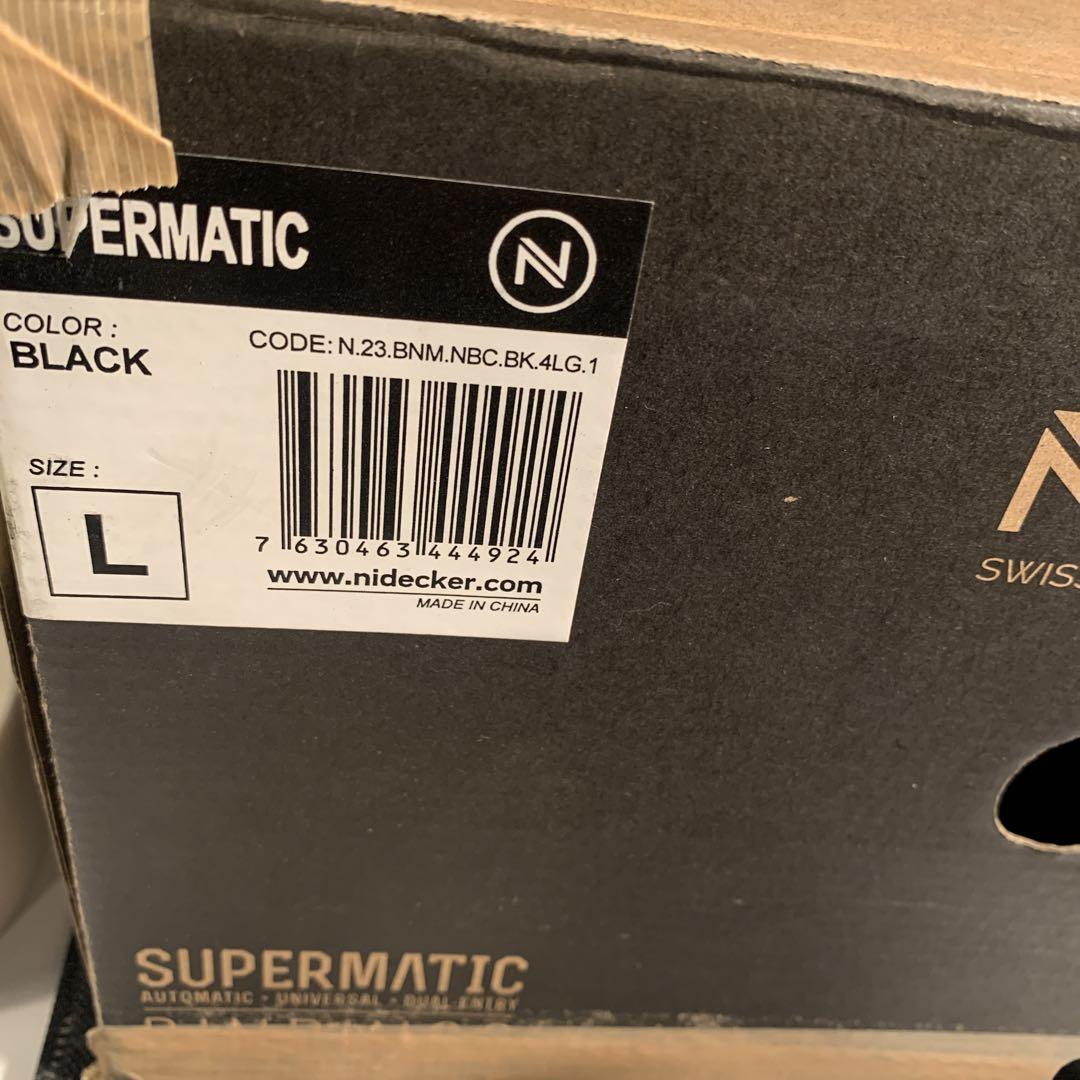 SUPERMATIC
N
COLOR :
BLACK
CODE: N.23.BNM.NBC.BK.4LG.1
SIZE :
L
7 630463 444924
www.nidecker.com
MADE IN CHINA
SUPERMATIC
AUTOMATIC - UNIVERSAL - DUAL-ENTRY